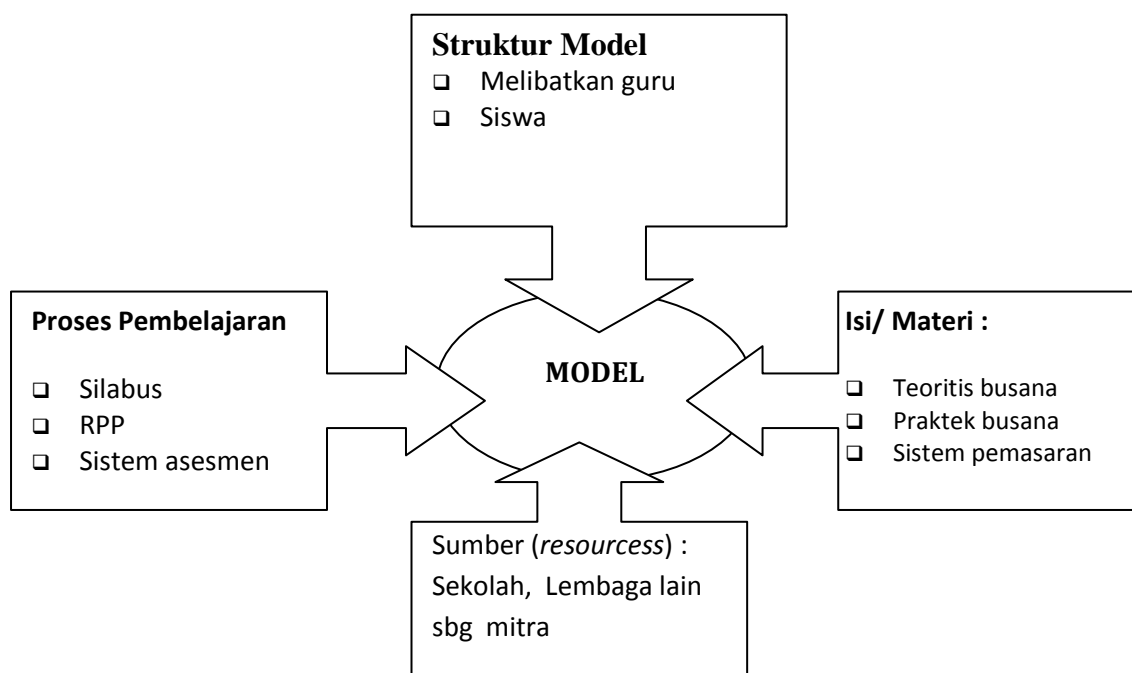 Struktur Model
❑ Melibatkan guru
❑ Siswa
Proses Pembelajaran
❑ Silabus
❑ RPP
❑ Sistem asesmen
MODEL
Isi/ Materi :
❑ Teoritis busana
❑ Praktek busana
❑ Sistem pemasaran
Sumber (resourcess) :
Sekolah, Lembaga lain
sbg mitra